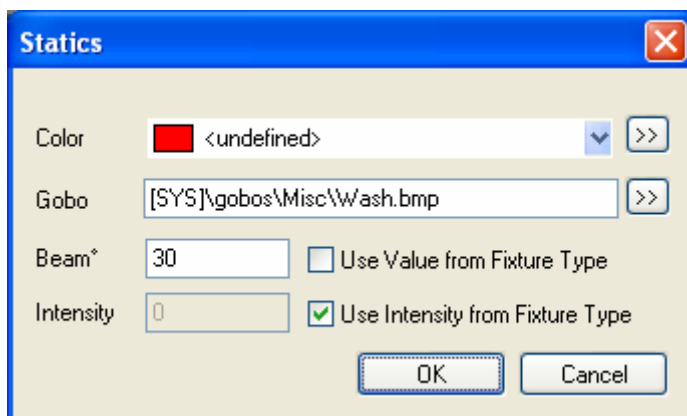 Statics
Color <undefined> >>
Gobo [SYS]\gobos\Misc\Wash.bmp >>
Beam° 30 Use Value from Fixture Type
Intensity 0 Use Intensity from Fixture Type
OK Cancel